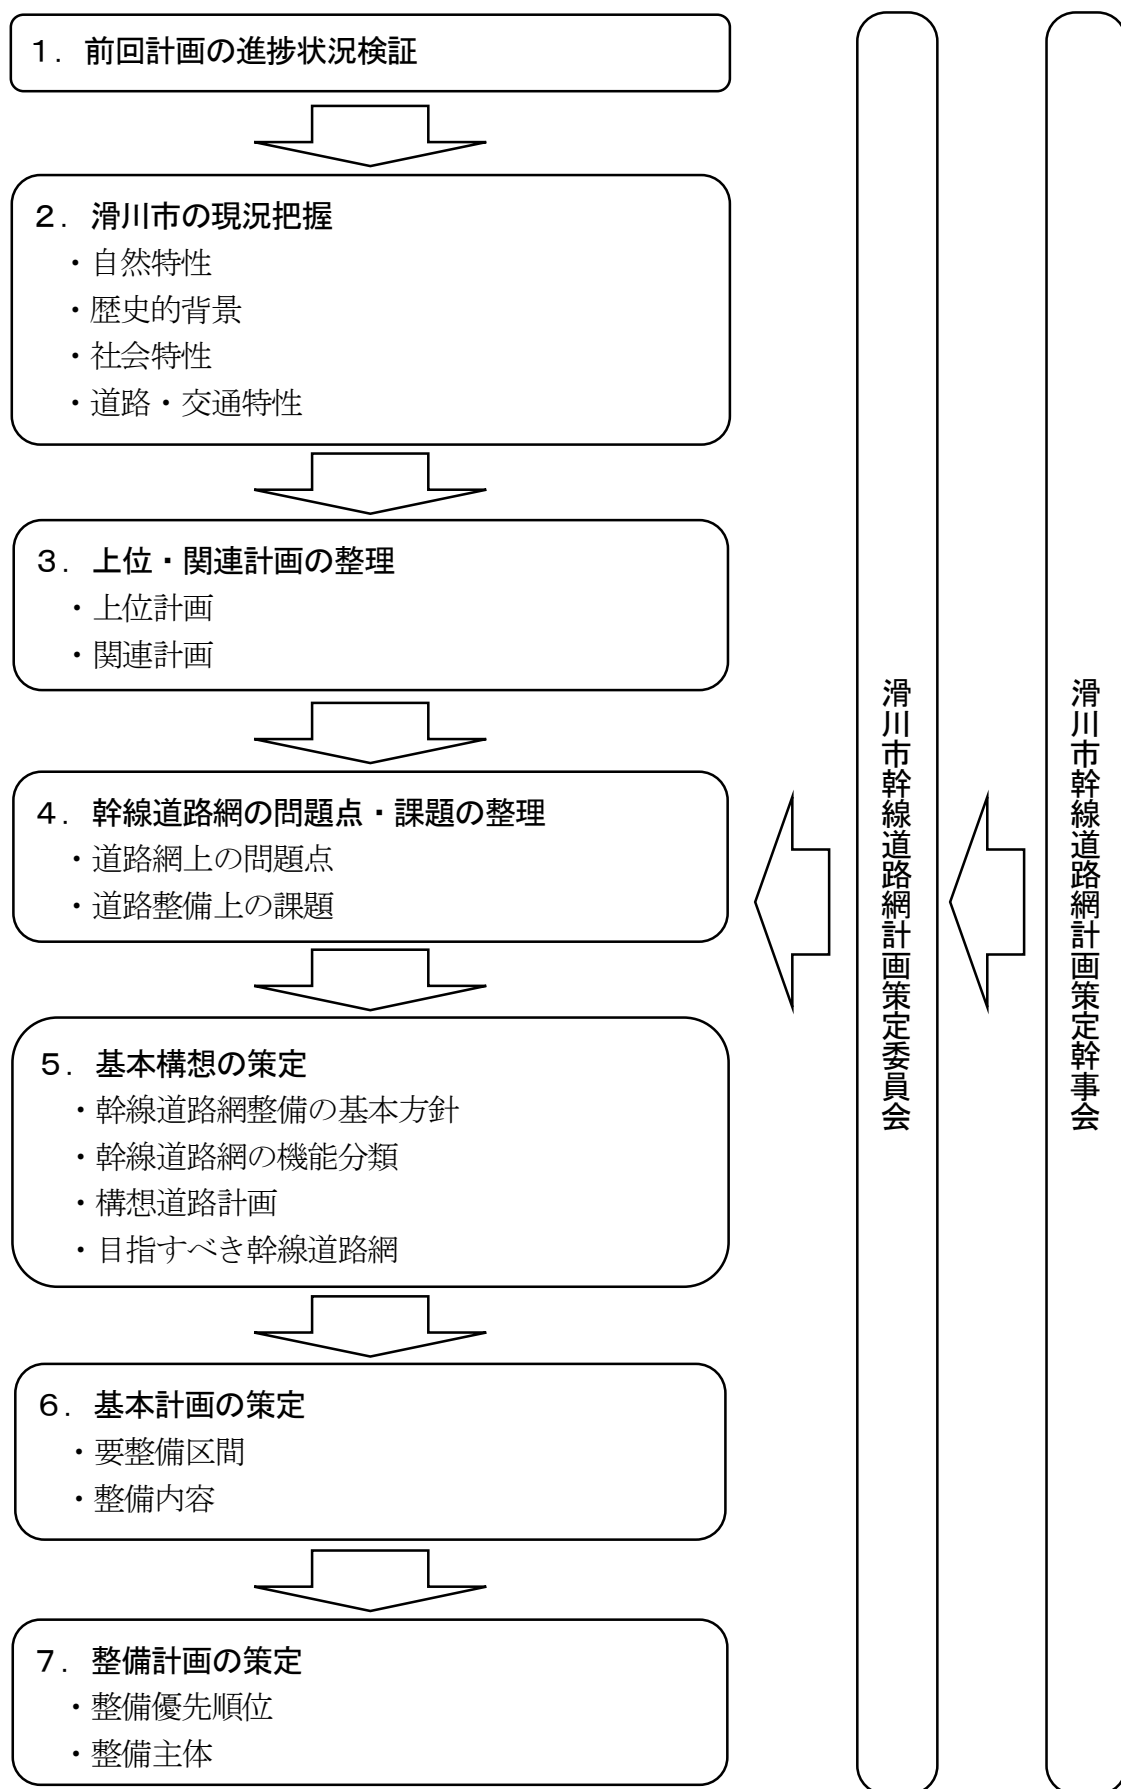 １．前回計画の進捗状況検証
２．滑川市の現況把握
・自然特性
・歴史的背景
・社会特性
・道路・交通特性
３．上位・関連計画の整理
・上位計画
・関連計画
４．幹線道路網の問題点・課題の整理
・道路網上の問題点
・道路整備上の課題
５．基本構想の策定
・幹線道路網整備の基本方針
・幹線道路網の機能分類
・構想道路計画
・目指すべき幹線道路網
６．基本計画の策定
・要整備区間
・整備内容
７．整備計画の策定
・整備優先順位
・整備主体
滑川市幹線道路網計画策定委員会
滑川市幹線道路網計画策定幹事会